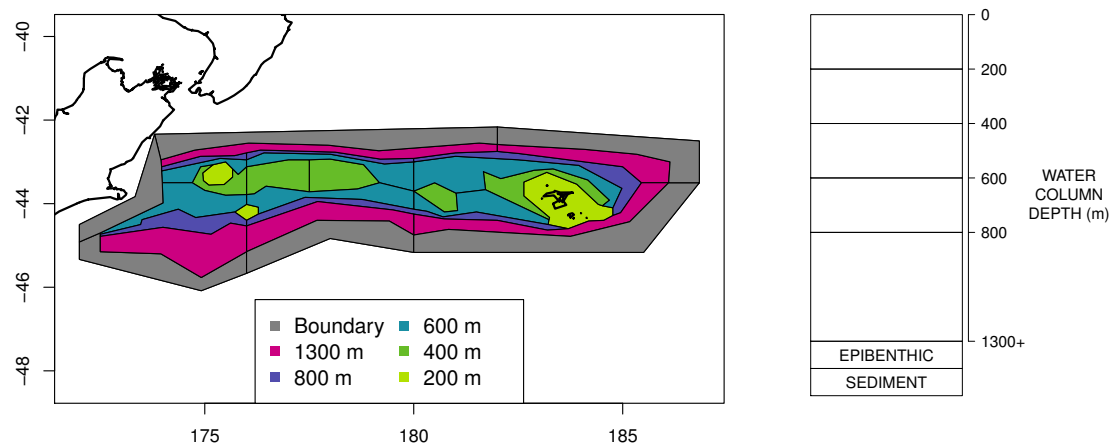 −40
−42
−44
−46
−48
175
180
185
Boundary
1300 m
800 m
600 m
400 m
200 m
0
200
400
600
800
1300+
WATER
COLUMN
DEPTH (m)
EPIBENTHIC
SEDIMENT